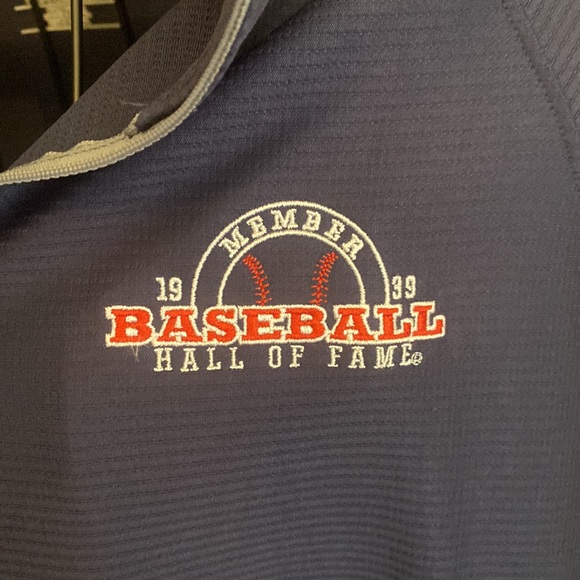 MEMBER
19 39
BASEBALL
HALL OF FAME®